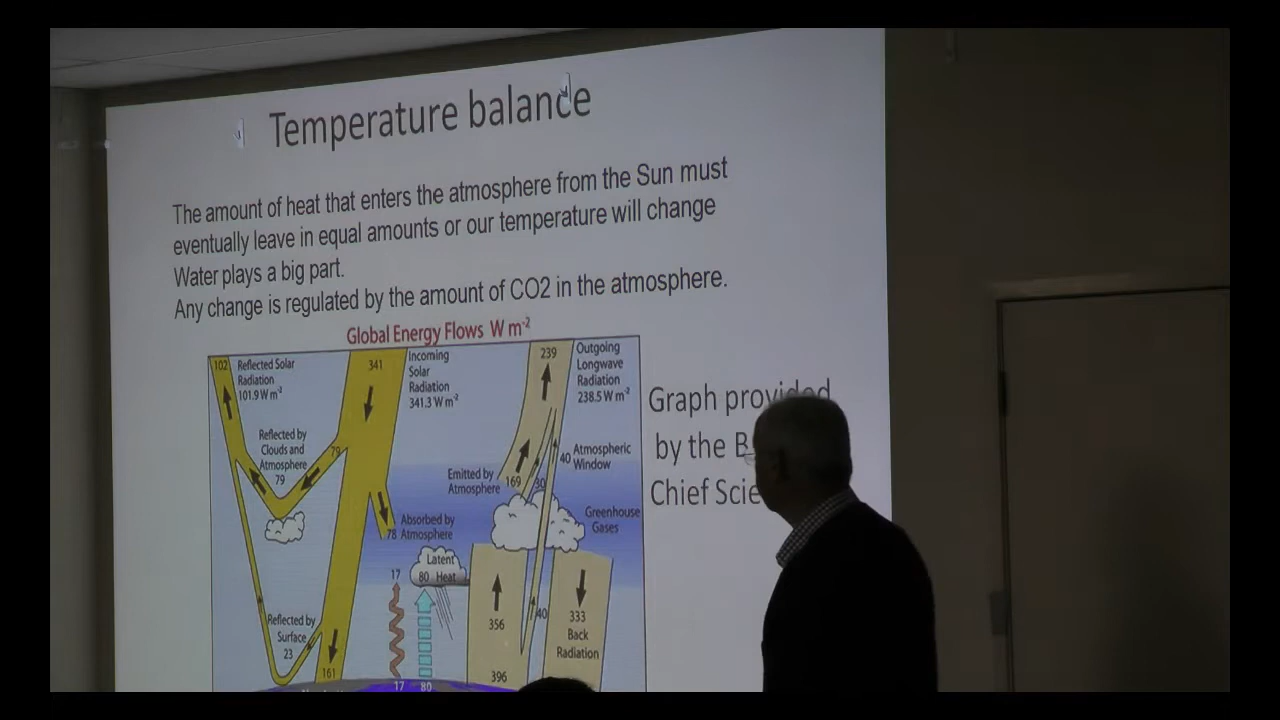 Temperature balance
The amount of heat that enters the atmosphere from the Sun must
eventually leave in equal amounts or our temperature will change
Water plays a big part.
Any change is regulated by the amount of CO2 in the atmosphere.
Global Energy Flows W m-2
102
Reflected Solar
Radiation
101.9 W m-2
341
Incoming
Solar
Radiation
341.3 W m-2
239
Outgoing
Longwave
Radiation
238.5 W m-2
Graph provided
by the
Chief
Reflected by
Clouds and
Atmosphere
79
79
Emitted by
Atmosphere
169
30
40
Atmospheric
Window
Greenhouse
Gases
Absorbed by
78 Atmosphere
Latent
80 Heat
17
356
40
333
Back
Radiation
Reflected by
Surface
23
161
396
17
80